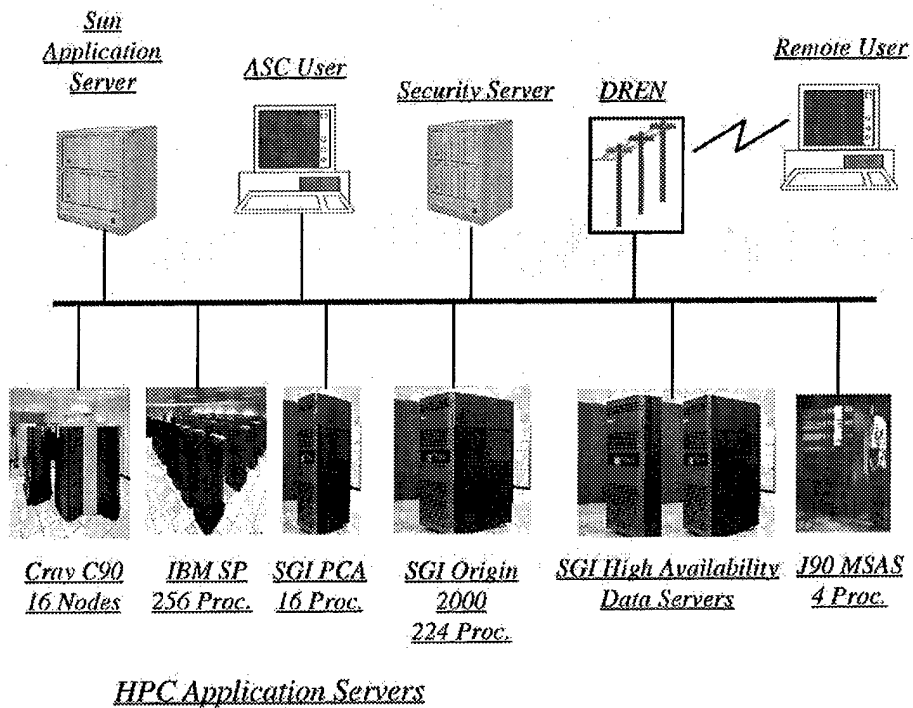 Sun
Application
Server
ASC User
Security Server
DREN
Remote User
Cray C90
16 Nodes
IBM SP
256 Proc.
SGI PCA
16 Proc.
SGI Origin
2000
224 Proc.
SGI High Availability
Data Servers
J90 MSAS
4 Proc.
HPC Application Servers